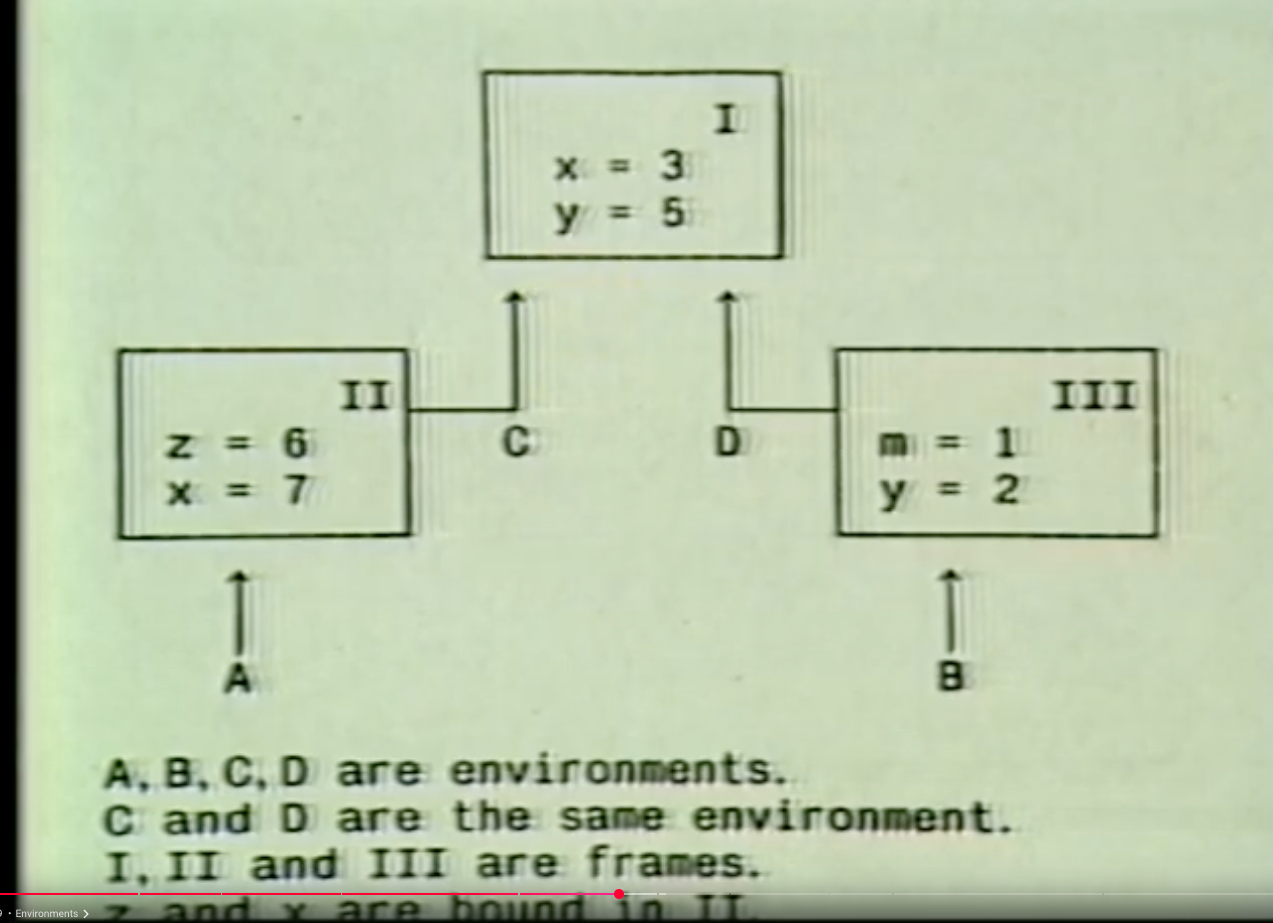 I
x = 3
y = 5
II
z = 6
x = 7
C
D
III
m = 1
y = 2
A
B
A, B, C, D are environments.
C and D are the same environment.
I, II and III are frames.
z and x are bound in II.
9 • Environments >